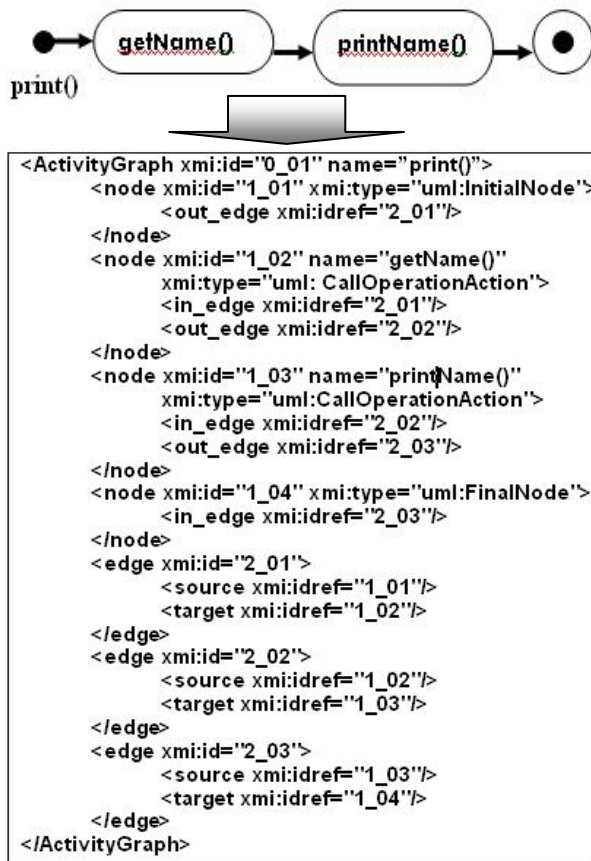 getName() printName()
print()
<ActivityGraph xmi:id="0_01" name="print()”>
<node xmi:id="1_01" xmi:type="uml:InitialNode">
<out_edge xmi:idref="2_01"/>
</node>
<node xmi:id="1_02" name="getName()"
xmi:type="uml: CallOperationAction">
<in_edge xmi:idref="2_01"/>
<out_edge xmi:idref="2_02"/>
</node>
<node xmi:id="1_03" name="printName()"
xmi:type="uml:CallOperationAction">
<in_edge xmi:idref="2_02"/>
<out_edge xmi:idref="2_03"/>
</node>
<node xmi:id="1_04" xmi:type="uml:FinalNode">
<in_edge xmi:idref="2_03"/>
</node>
<edge xmi:id="2_01">
<source xmi:idref="1_01"/>
<target xmi:idref="1_02"/>
</edge>
<edge xmi:id="2_02">
<source xmi:idref="1_02"/>
<target xmi:idref="1_03"/>
</edge>
<edge xmi:id="2_03">
<source xmi:idref="1_03"/>
<target xmi:idref="1_04"/>
</edge>
</ActivityGraph>